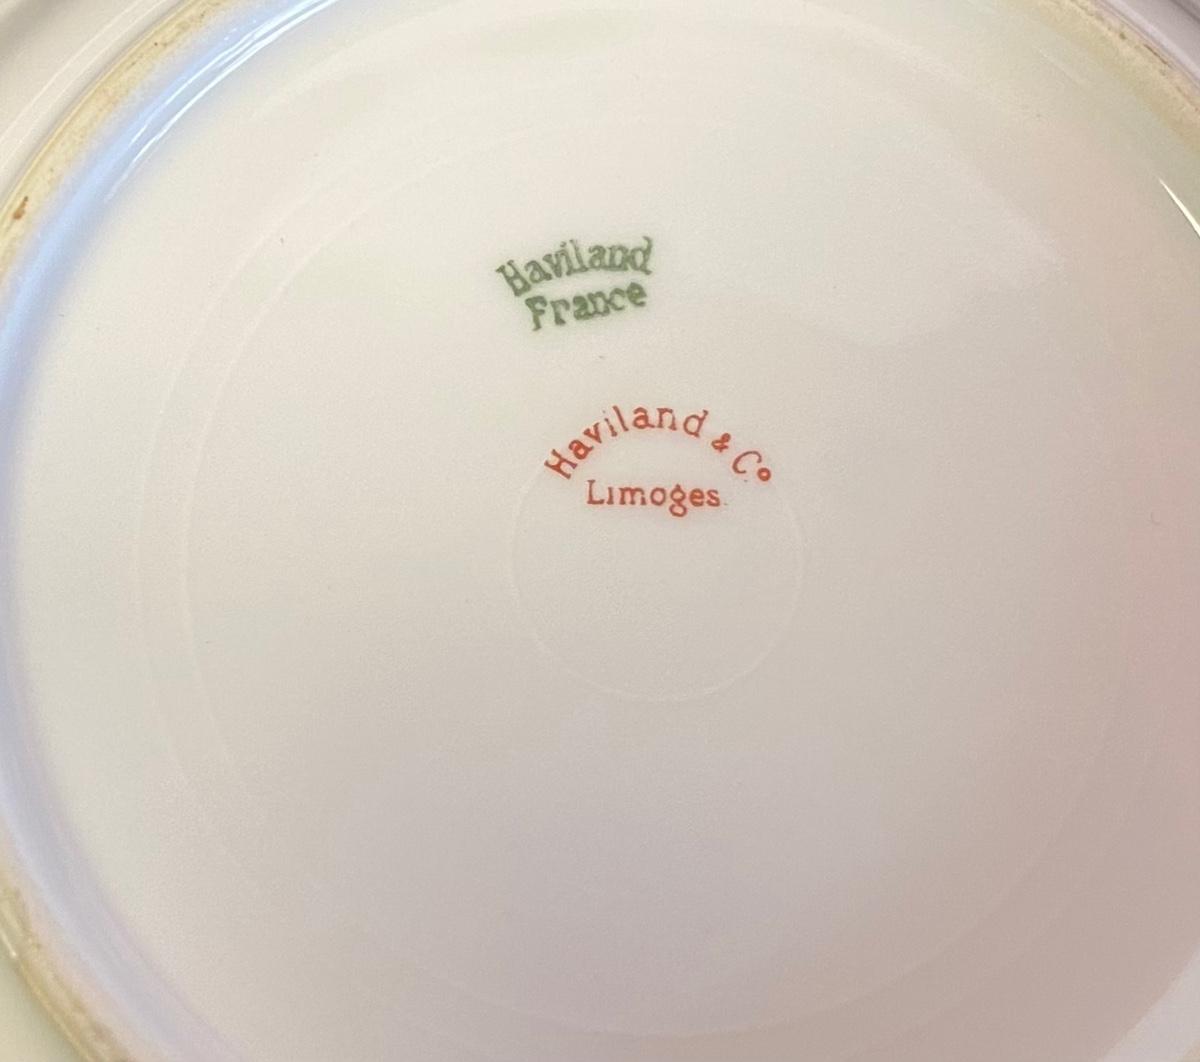 Haviland
France
Haviland & Co
Limoges